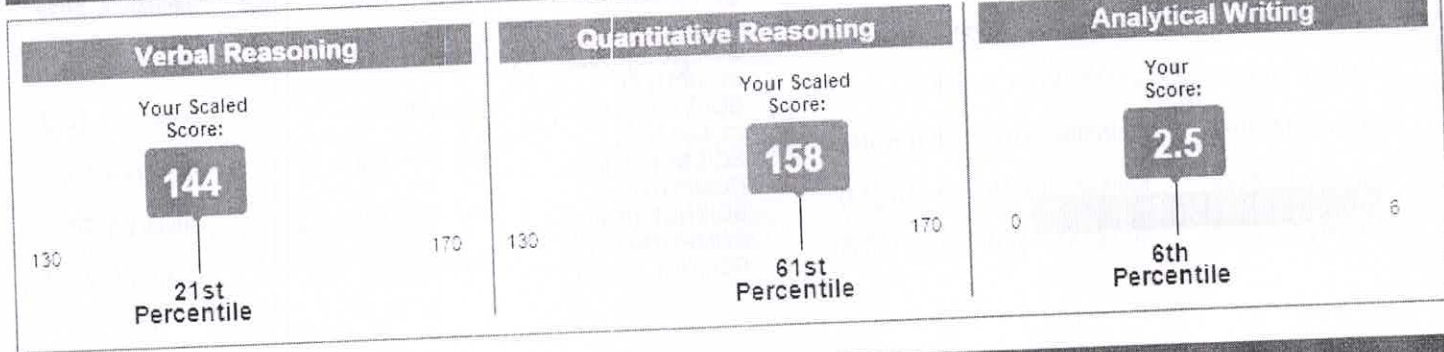 Verbal Reasoning
Your Scaled
Score:
144
130
170
21st
Percentile
Quantitative Reasoning
Your Scaled
Score:
158
130
170
61st
Percentile
Analytical Writing
Your
Score:
2.5
0
6
6th
Percentile